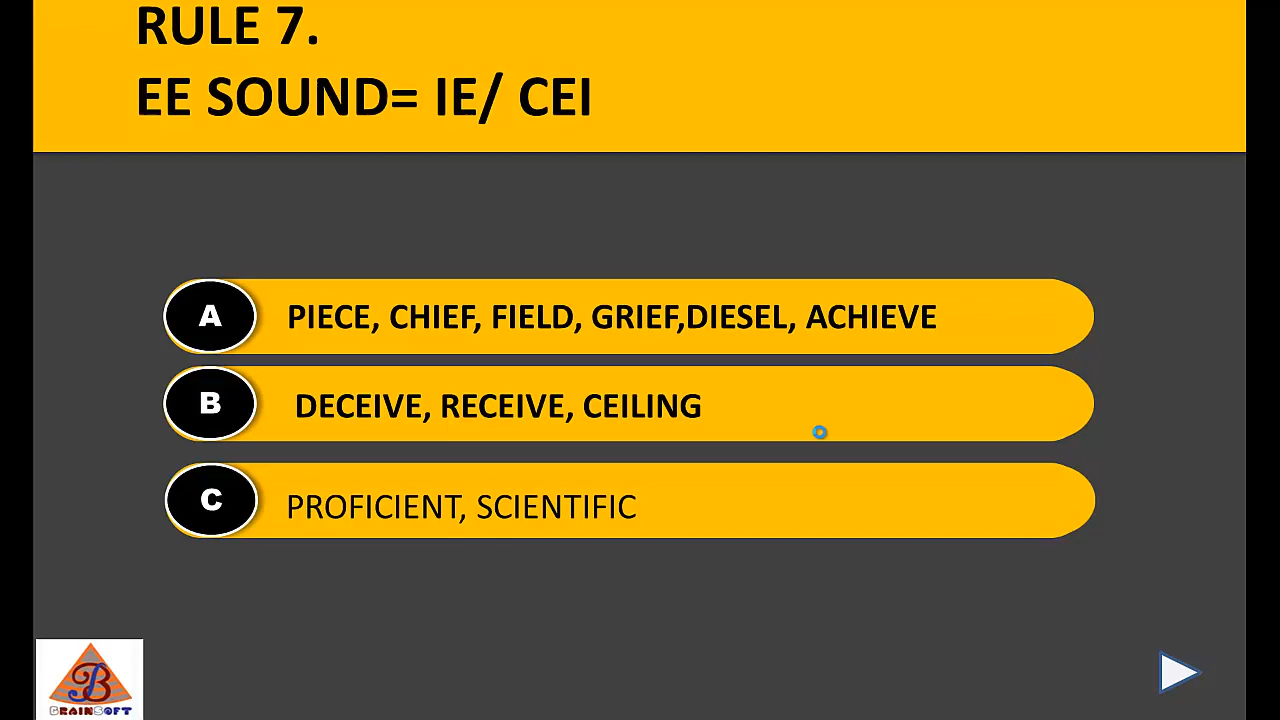 RULE 7.
EE SOUND= IE/ CEI
A PIECE, CHIEF, FIELD, GRIEF,DIESEL, ACHIEVE
B DECEIVE, RECEIVE, CEILING
C PROFICIENT, SCIENTIFIC
B
BRAINSOFT